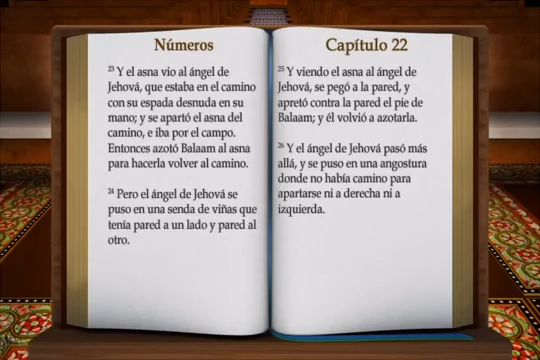 Números
23 Y el asna vio al ángel de
Jehová, que estaba en el camino
con su espada desnuda en su
mano; y se apartó el asna del
camino, e iba por el campo.
Entonces azotó Balaam al asna
para hacerla volver al camino.
24 Pero el ángel de Jehová se
puso en una senda de viñas que
tenía pared a un lado y pared al
otro.
Capítulo 22
25 Y viendo el asna al ángel de
Jehová, se pegó a la pared, y
apretó contra la pared el pie de
Balaam; y él volvió a azotarla.
26 Y el ángel de Jehová pasó más
allá, y se puso en una angostura
donde no había camino para
apartarse ni a derecha ni a
izquierda.